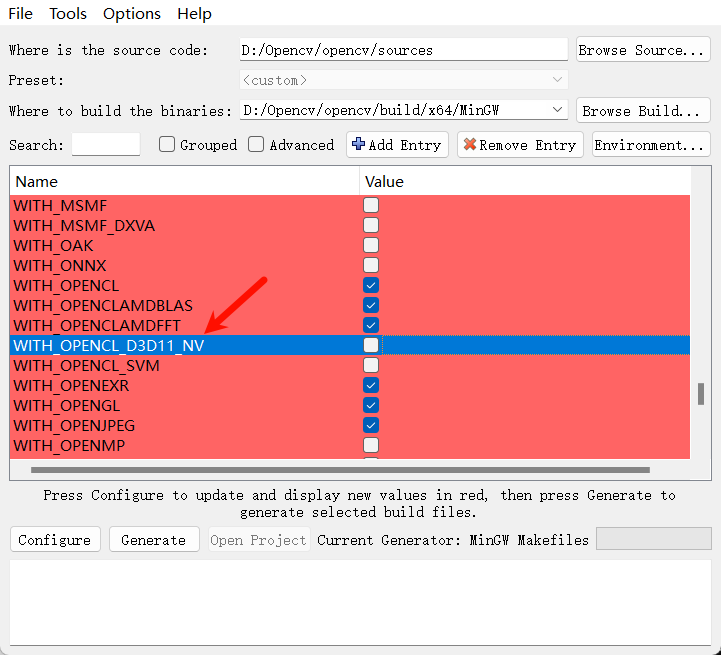 File Tools Options Help
Where is the source code: D:/Opencv/opencv/sources Browse Source...
Preset: <custom>
Where to build the binaries: D:/Opencv/opencv/build/x64/MinGW Browse Build...
Search: Grouped Advanced Add Entry Remove Entry Environment...
Name Value
WITH_MSMF
WITH_MSMF_DXVA
WITH_OAK
WITH_ONNX
WITH_OPENCL
WITH_OPENCLAMDBLAS
WITH_OPENCLAMDFFT
WITH_OPENCL_D3D11_NV
WITH_OPENCL_SVM
WITH_OPENEXR
WITH_OPENGL
WITH_OPENJPEG
WITH_OPENMP
Press Configure to update and display new values in red, then press Generate to
generate selected build files.
Configure Generate Open Project Current Generator: MinGW Makefiles